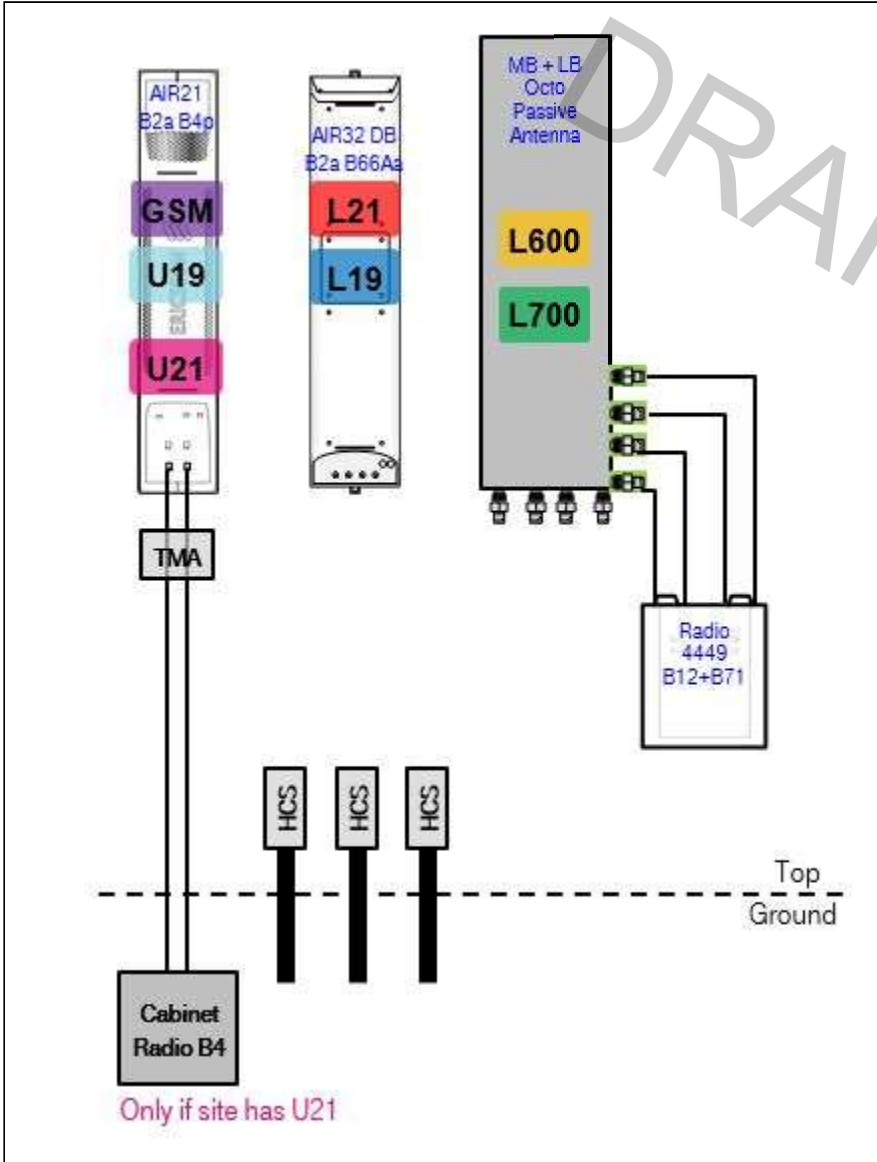 AIR21
B2a B4p
GSM
U19
U21
TMA
AIR32 DB
B2a B66Aa
L21
L19
MB + LB
Octo
Passive
Antenna
L600
L700
Radio
4449
B12+B71
HCS
HCS
HCS
Top
Ground
Cabinet
Radio B4
Only if site has U21